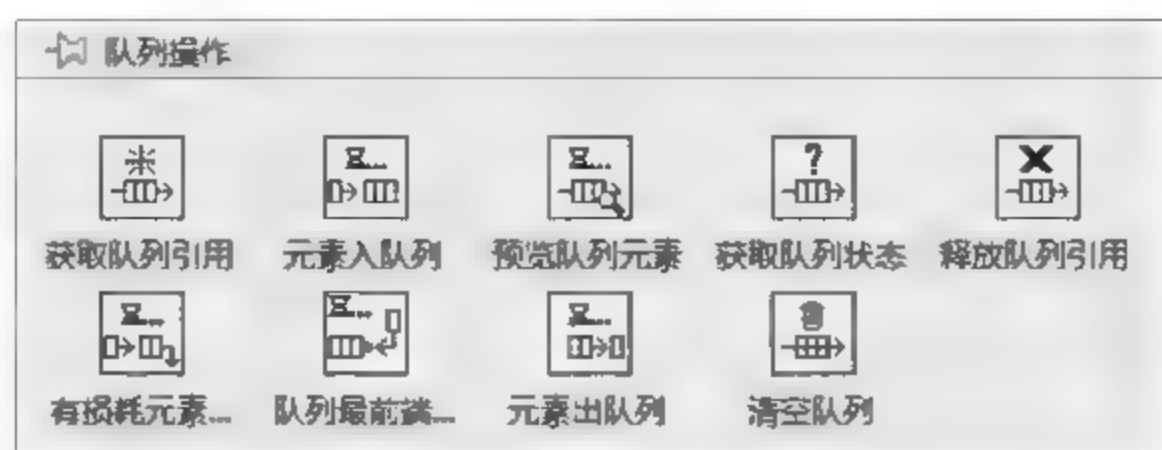 队列操作
获取队列引用 元素入队列 预览队列元素 获取队列状态 释放队列引用
有损耗元素... 队列最前端... 元素出队列 清空队列